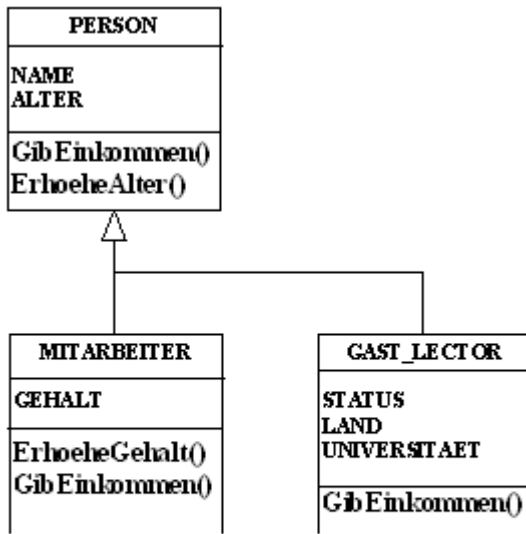 PERSON
NAME
ALTER
GibEinkommen()
ErhoeheAlter()
MITARBEITER
GEHALT
ErhoeheGehalt()
GibEinkommen()
GAST_LECTOR
STATUS
LAND
UNIVERSITAET
GibEinkommen()